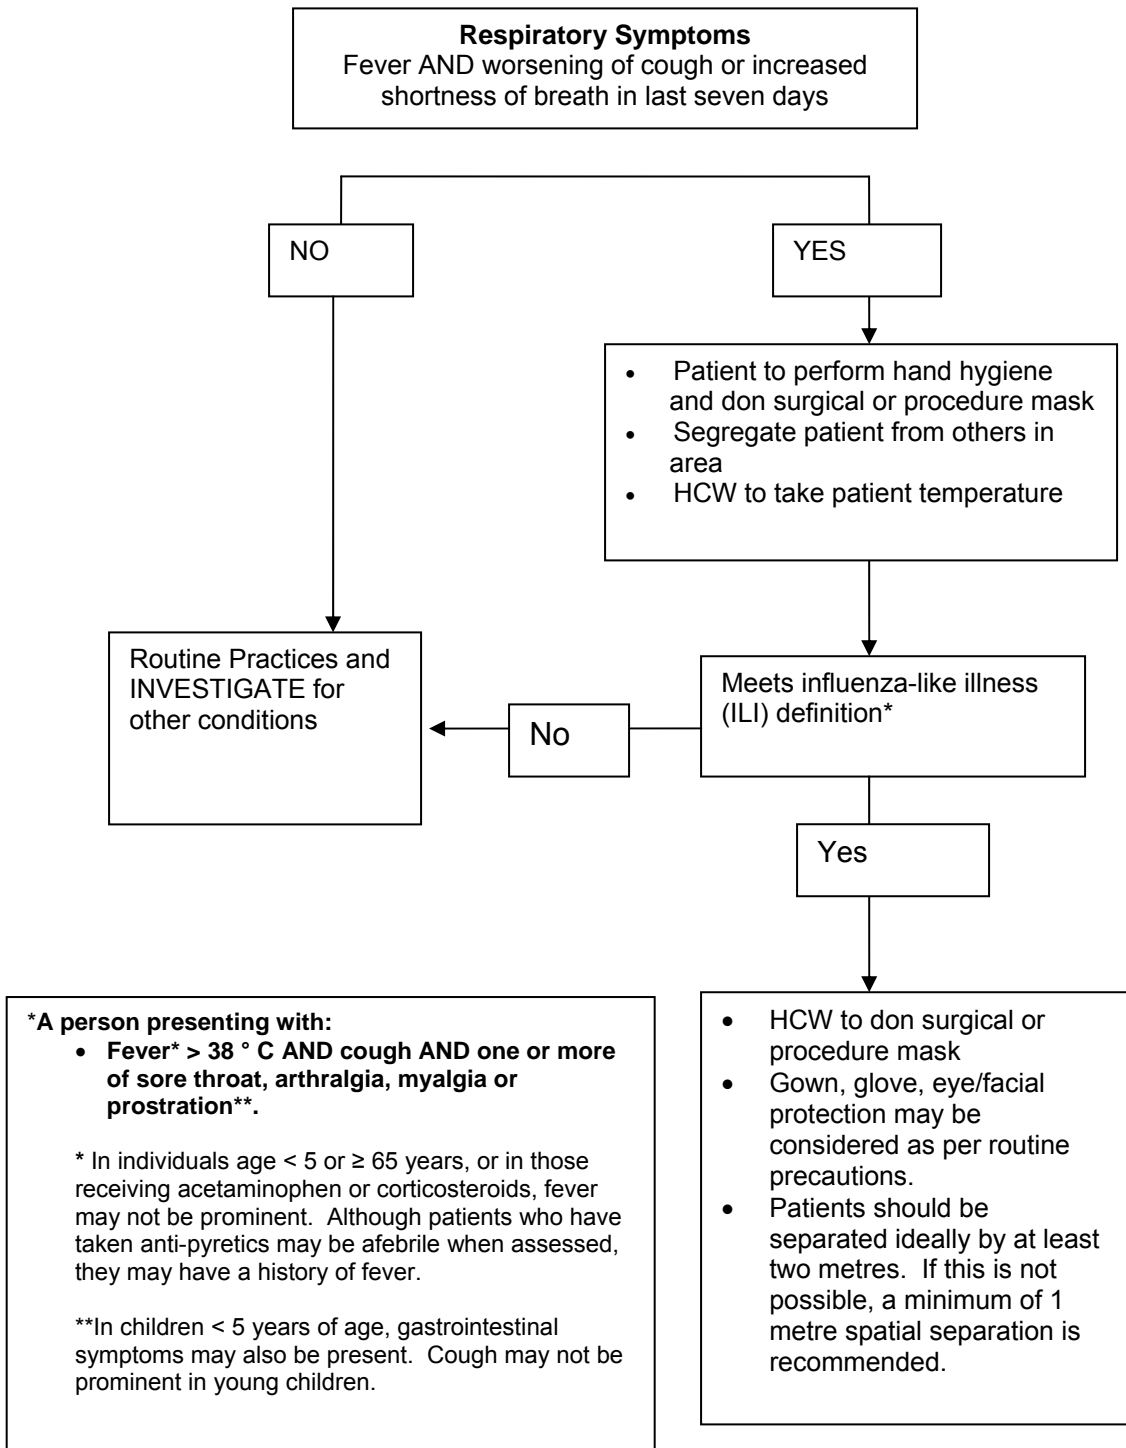 Respiratory Symptoms
Fever AND worsening of cough or increased
shortness of breath in last seven days
NO
YES
• Patient to perform hand hygiene
and don surgical or procedure mask
• Segregate patient from others in
area
• HCW to take patient temperature
Routine Practices and
INVESTIGATE for
other conditions
No
Meets influenza-like illness
(ILI) definition*
Yes
*A person presenting with:
• Fever* > 38 ° C AND cough AND one or more
of sore throat, arthralgia, myalgia or
prostration**.
* In individuals age < 5 or ≥ 65 years, or in those
receiving acetaminophen or corticosteroids, fever
may not be prominent. Although patients who have
taken anti-pyretics may be afebrile when assessed,
they may have a history of fever.
**In children < 5 years of age, gastrointestinal
symptoms may also be present. Cough may not be
prominent in young children.
• HCW to don surgical or
procedure mask
• Gown, glove, eye/facial
protection may be
considered as per routine
precautions.
• Patients should be
separated ideally by at least
two metres. If this is not
possible, a minimum of 1
metre spatial separation is
recommended.